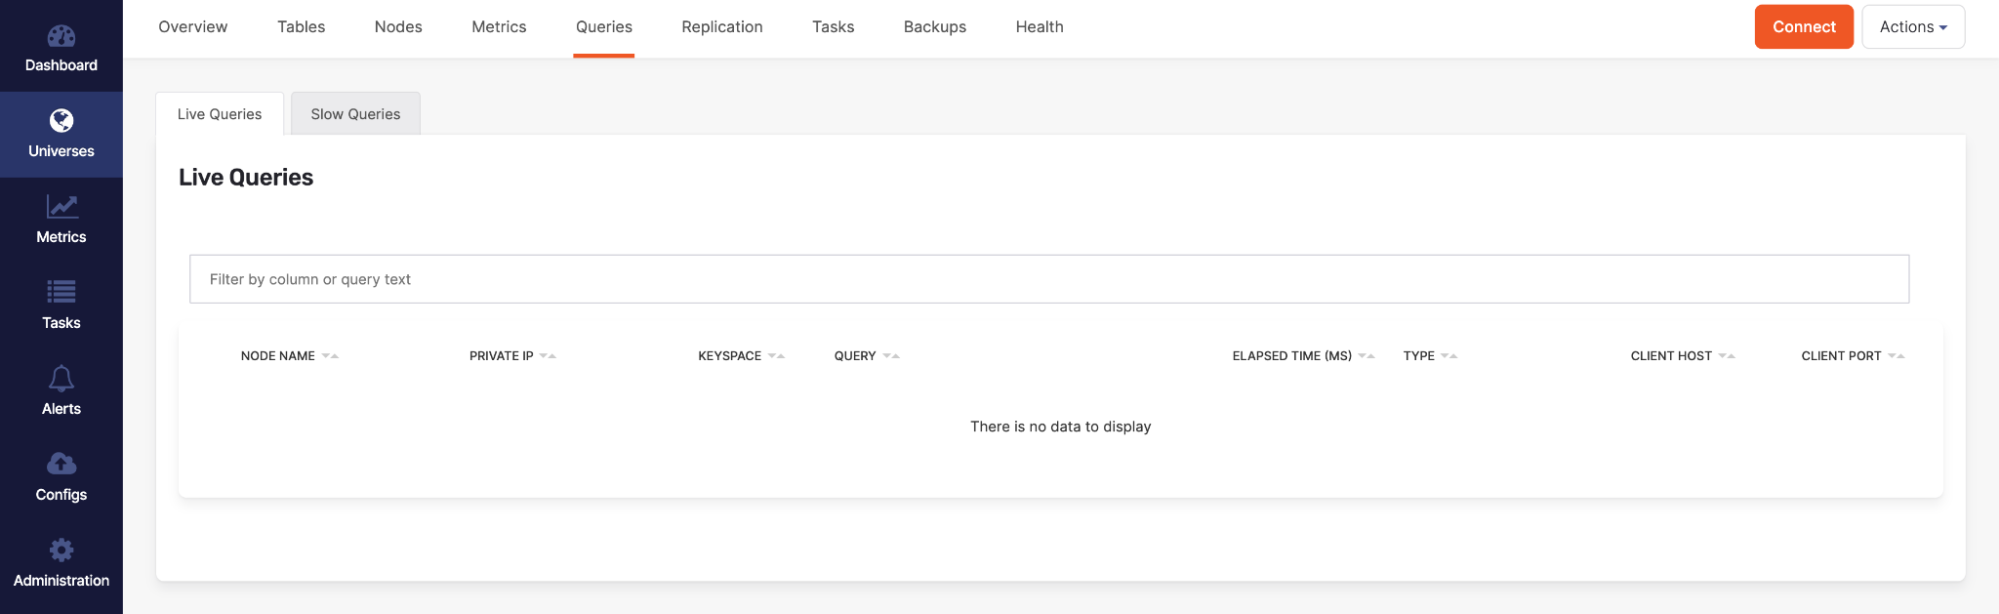 Overview Tables Nodes Metrics Queries Replication Tasks Backups Health Connect Actions
Dashboard
Universes
Metrics
Tasks
Alerts
Configs
Administration
Live Queries Slow Queries
Live Queries
Filter by column or query text
NODE NAME PRIVATE IP KEYSPACE QUERY ELAPSED TIME (MS) TYPE CLIENT HOST CLIENT PORT
There is no data to display